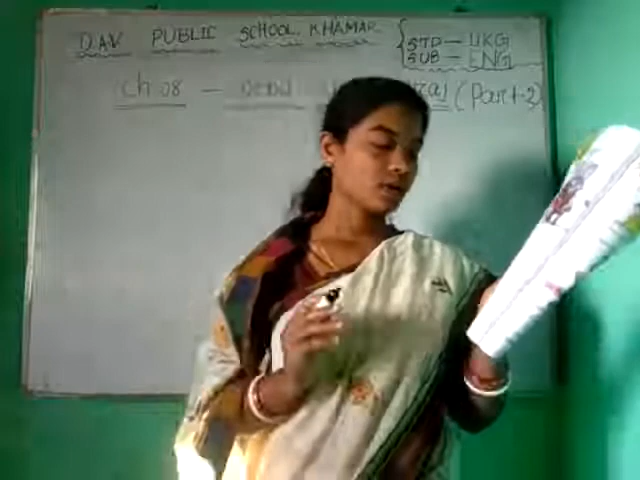 D.A.V PUBLIC SCHOOL, KHAMAR
STD — UKG
SUB — ENG
Ch 08 — (Part-2)